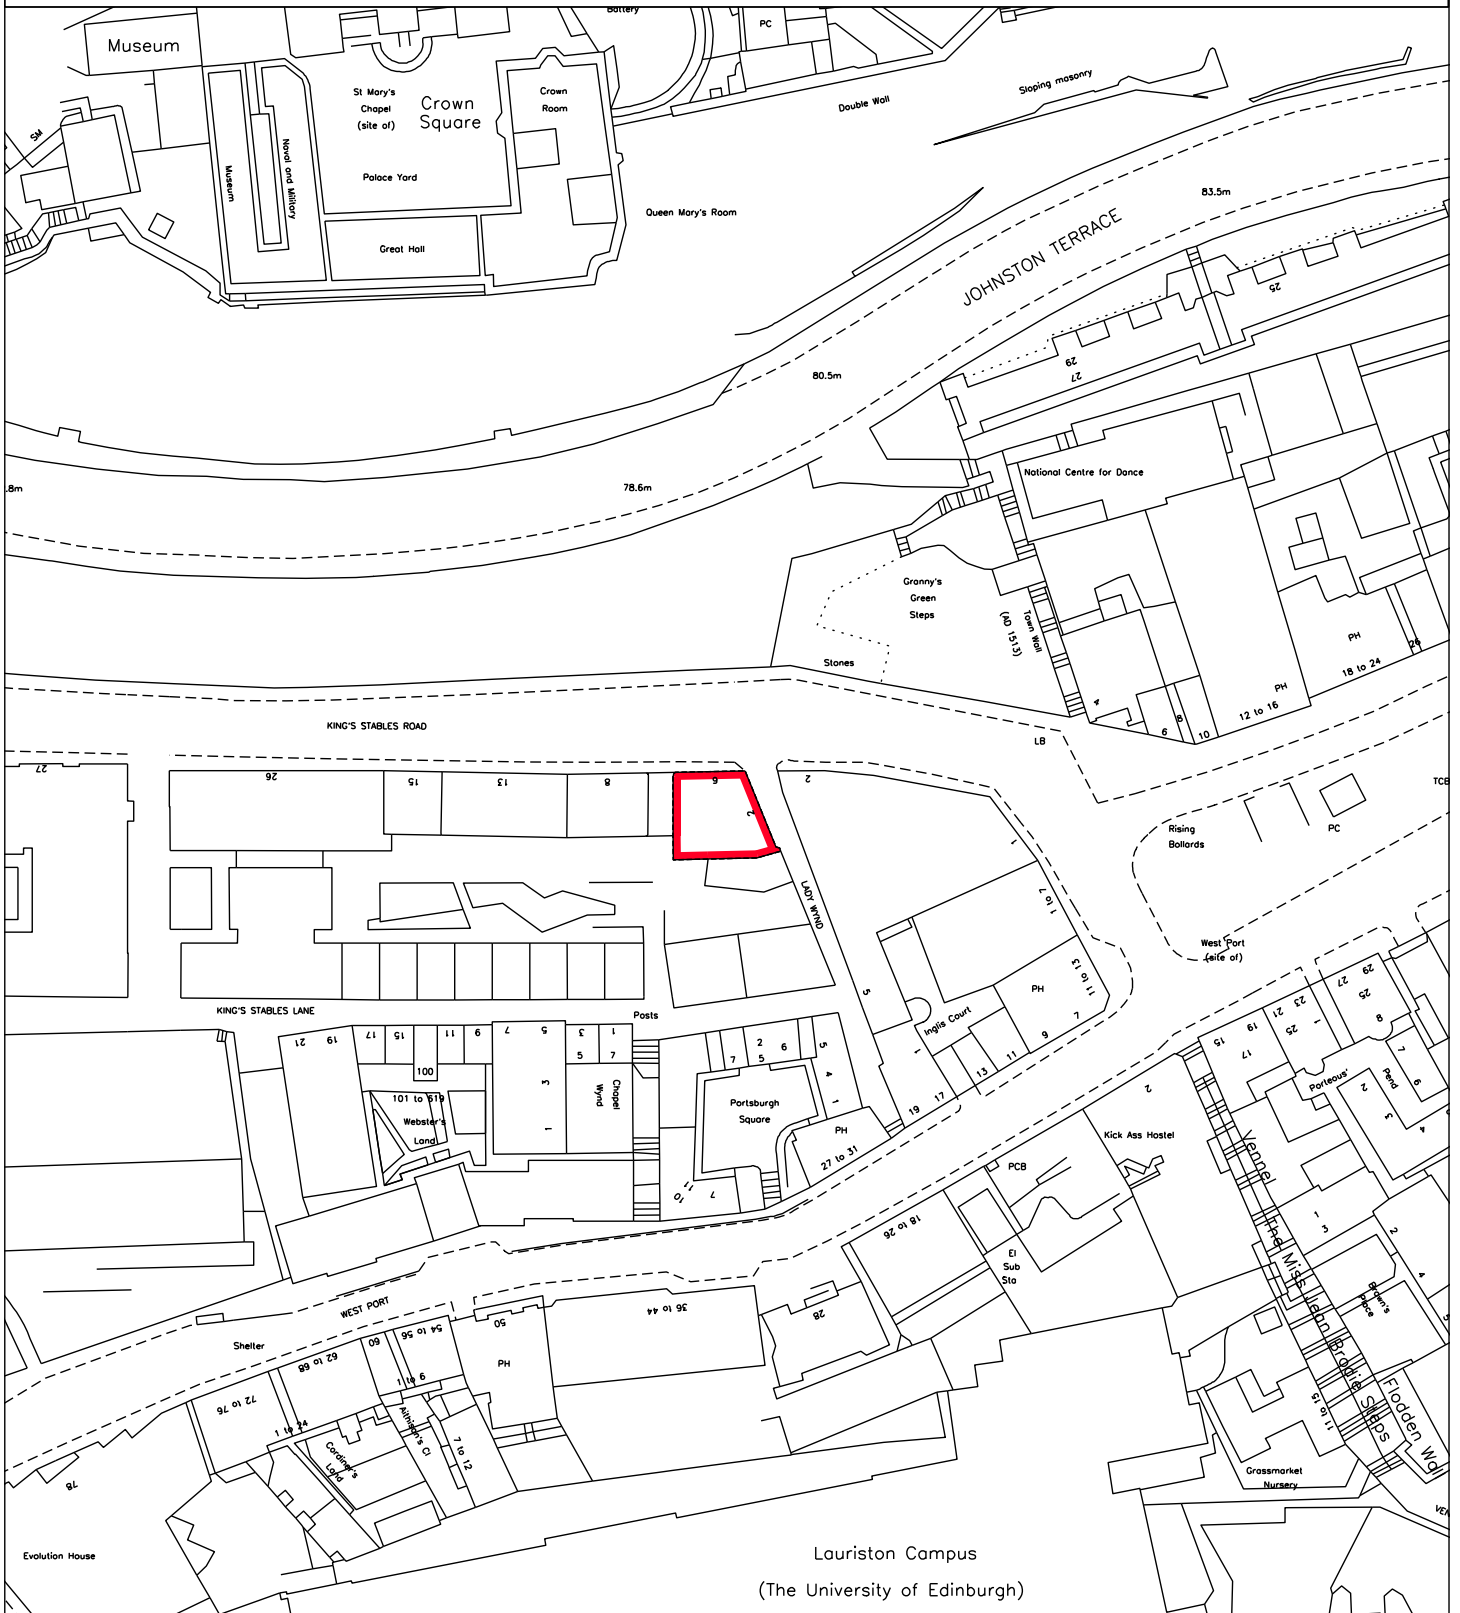 Battery
PC
Museum
St Mary's
Chapel
(site of)
Crown
Square
Crown
Room
Double Wall
Sloping masonry
SM
Museum
Naval and Military
Palace Yard
Queen Mary's Room
Great Hall
83.5m
JOHNSTON TERRACE
25
29
27
80.5m
78.6m
.8m
National Centre for Dance
Granny's
Green
Steps
Town Wall
(AD 1513)
Stones
PH
18 to 24
26
PH
12 to 16
4
6
8
10
KING'S STABLES ROAD
LB
TCB
27
26
15
13
8
6
2
2
Rising
Bollards
PC
1
1 to 7
LADY WYND
West Port
(site of)
11 to 13
PH
5
Inglis Court
1
7
9
11
13
17
19
KING'S STABLES LANE
Posts
21
19
17
15
11
9
7
5
3
1
5
7
100
101 to 619
Webster's
Land
3
1
Chapel
Wynd
7
2
5
6
5
4
1
Portsburgh
Square
PH
27 to 31
11
10
7
29
27
25
8
23
21
25
1
19
17
15
Porteous'
Pend
7
6
2
3
4
2
Kick Ass Hostel
PCB
Vennel
The Miss Jean Brodie Steps
18 to 26
El
Sub
Sta
1
3
2
4
5
Brown's
Place
28
36 to 44
WEST PORT
Shelter
50
PH
54 to 56
60
62 to 68
72 to 76
1 to 6
1 to 24
Aithison's Cl
7 to 12
Cordiner's
Land
78
11 to 15
Flodden Wall
Grassmarket
Nursery
VEN
Evolution House
Lauriston Campus
(The University of Edinburgh)